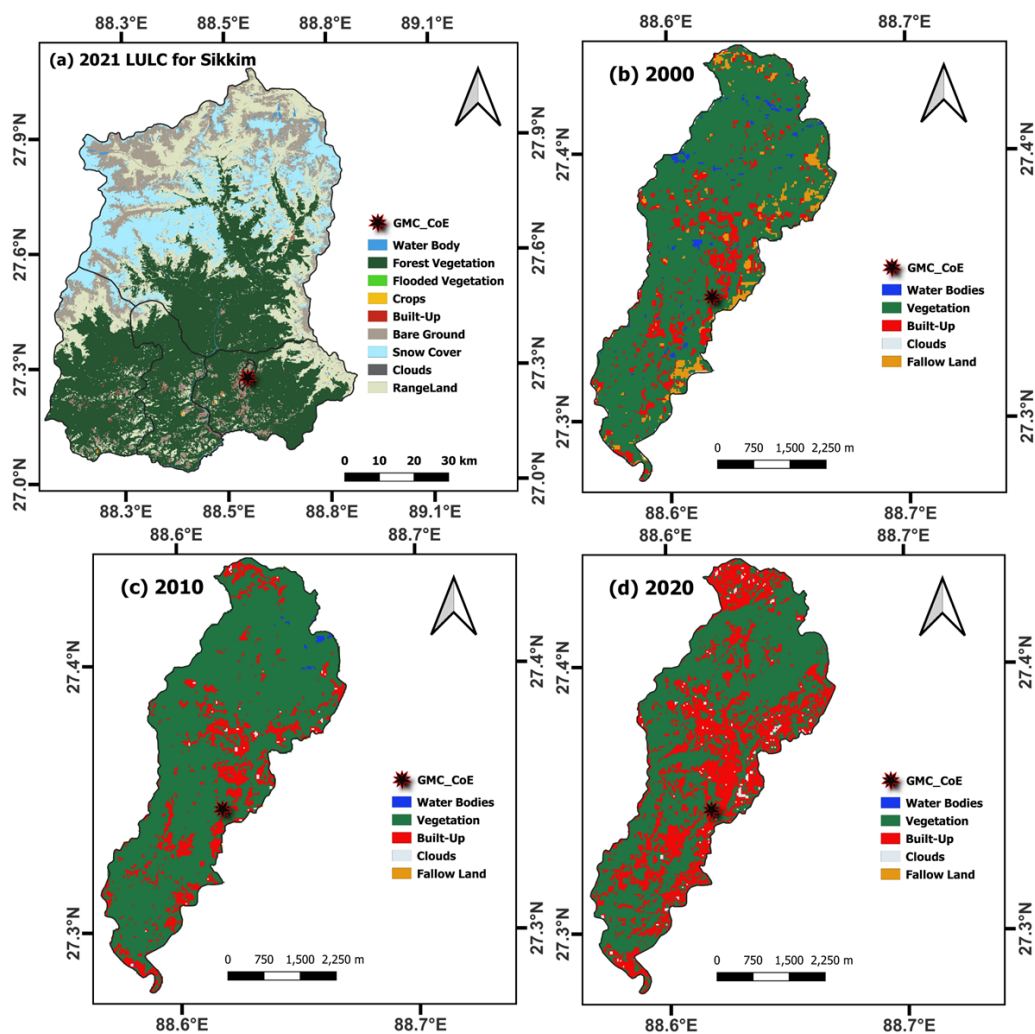 88.3°E 88.5°E 88.8°E 89.1°E
(a) 2021 LULC for Sikkim
27.9°N 27.9°N
27.6°N 27.6°N
27.3°N 27.3°N
27.0°N 27.0°N
GMC_CoE
Water Body
Forest Vegetation
Flooded Vegetation
Crops
Built-Up
Bare Ground
Snow Cover
Clouds
RangeLand
0 10 20 30 km
88.3°E 88.5°E 88.8°E 89.1°E
88.6°E 88.7°E
(b) 2000
27.4°N 27.4°N
27.3°N 27.3°N
GMC_CoE
Water Bodies
Vegetation
Built-Up
Clouds
Fallow Land
0 750 1,500 2,250 m
88.6°E 88.7°E
88.6°E 88.7°E
(c) 2010
27.4°N 27.4°N
27.3°N 27.3°N
GMC_CoE
Water Bodies
Vegetation
Built-Up
Clouds
Fallow Land
0 750 1,500 2,250 m
88.6°E 88.7°E
88.6°E 88.7°E
(d) 2020
27.4°N 27.4°N
27.3°N 27.3°N
GMC_CoE
Water Bodies
Vegetation
Built-Up
Clouds
Fallow Land
0 750 1,500 2,250 m
88.6°E 88.7°E